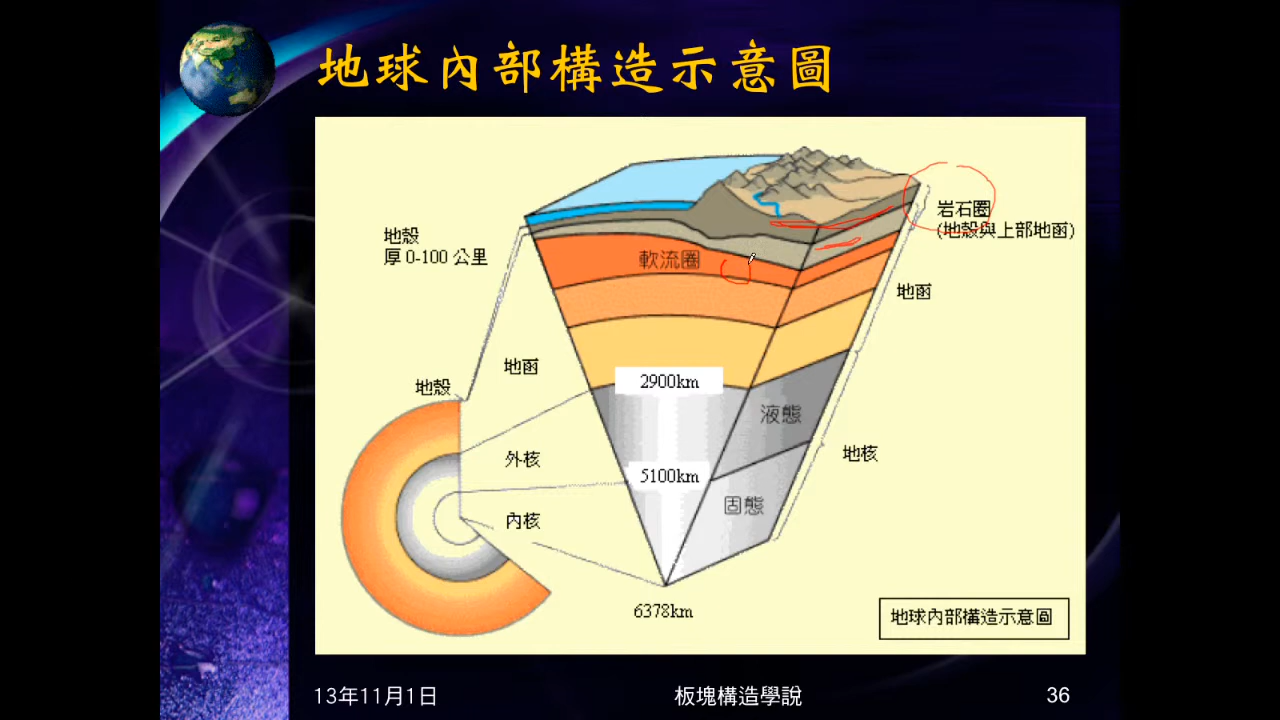 地球內部構造示意圖
岩石圈
(地殼與上部地函)
地殼
厚0-100公里
軟流圈
地函
地函
2900km
地殼
液態
外核
地核
5100km
固態
內核
6378km
地球內部構造示意圖
13年11月1日
板塊構造學說
36